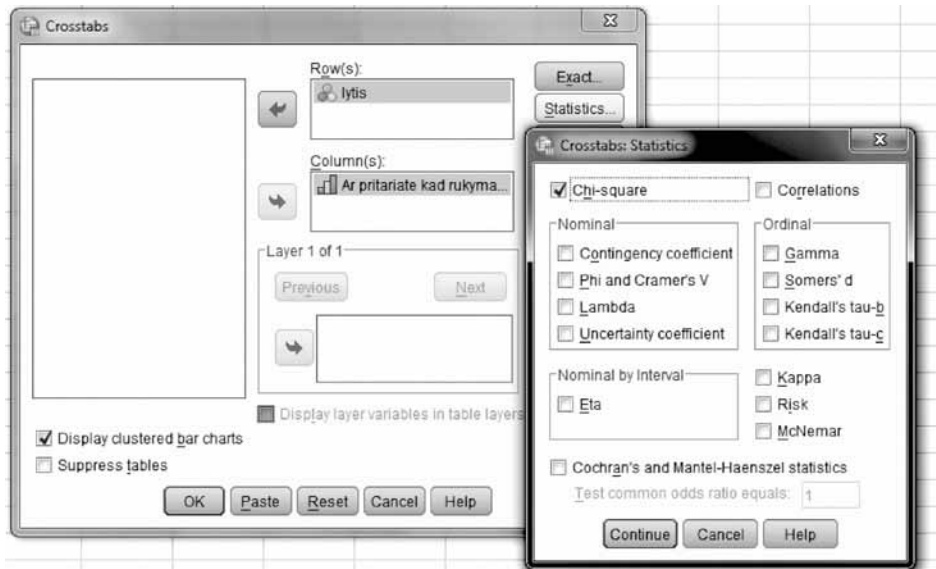 Crosstabs
Row(s):
lytis
Exact...
Statistics...
Column(s):
Ar pritariate kad rukyma...
Layer 1 of 1
Previous
Next
Display layer variables in table layers
Display clustered bar charts
Suppress tables
OK
Paste
Reset
Cancel
Help
Crosstabs: Statistics
Chi-square
Correlations
Nominal
Contingency coefficient
Phi and Cramer's V
Lambda
Uncertainty coefficient
Ordinal
Gamma
Somers' d
Kendall's tau-b
Kendall's tau-c
Nominal by Interval
Eta
Kappa
Risk
McNemar
Cochran's and Mantel-Haenszel statistics
Test common odds ratio equals: 1
Continue
Cancel
Help